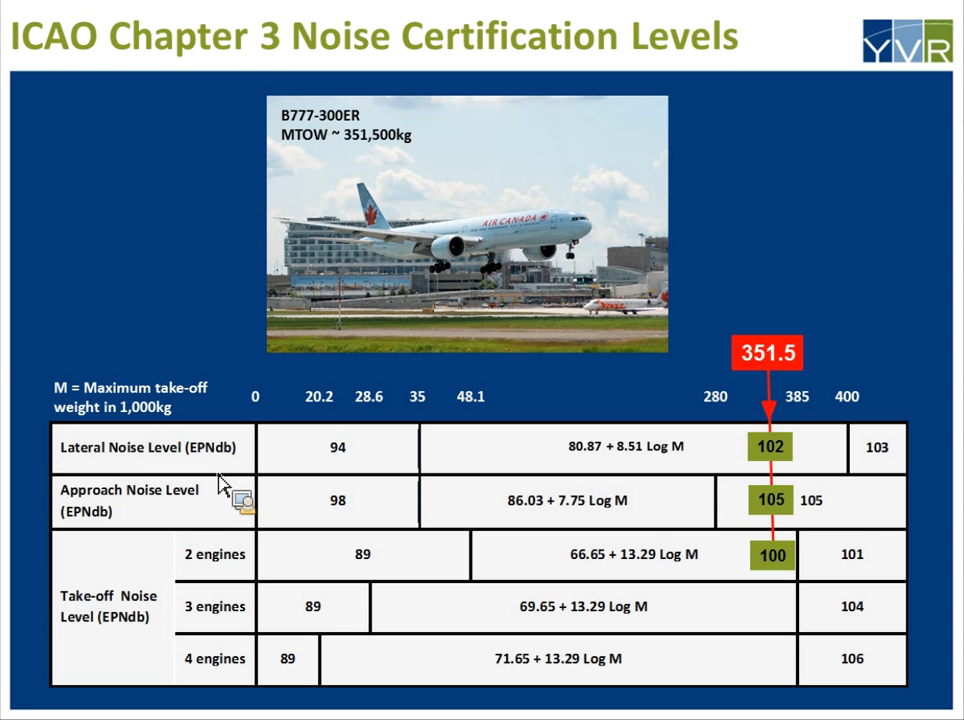 ICAO Chapter 3 Noise Certification Levels
YVR
B777-300ER
MTOW ~ 351,500kg
AIR CANADA
351.5
M = Maximum take-off
weight in 1,000kg
0 20.2 28.6 35 48.1 280 385 400
Lateral Noise Level (EPNdb) 94 80.87 + 8.51 Log M 102 103
Approach Noise Level
(EPNdb) 98 86.03 + 7.75 Log M 105 105
2 engines 89 66.65 + 13.29 Log M 100 101
Take-off Noise
Level (EPNdb)
3 engines 89 69.65 + 13.29 Log M 104
4 engines 89 71.65 + 13.29 Log M 106